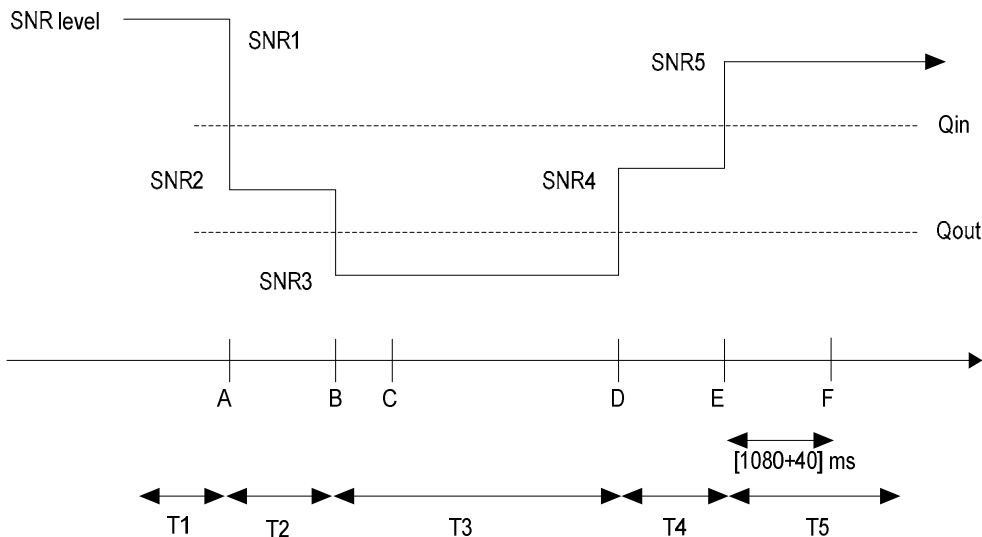 SNR level
SNR1
SNR5
Qin
SNR2
SNR4
Qout
SNR3
A B C D E F
[1080+40] ms
T1 T2 T3 T4 T5